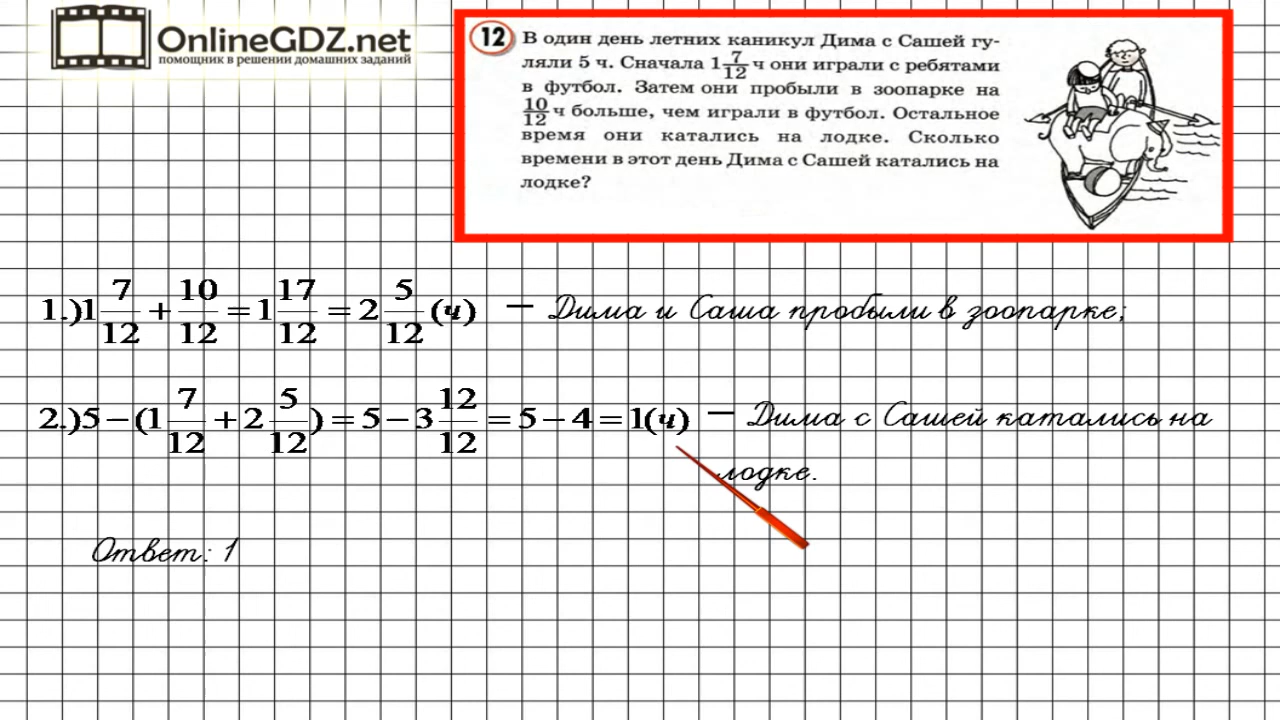 OnlineGDZ.net
помощник в решении домашних заданий
12 В один день летних каникул Дима с Сашей гу-
ляли 5 ч. Сначала 1 7/12 ч они играли с ребятами
в футбол. Затем они пробыли в зоопарке на
10/12 ч больше, чем играли в футбол. Остальное
время они катались на лодке. Сколько
времени в этот день Дима с Сашей катались на
лодке?
1.) 1 7/12 + 10/12 = 1 17/12 = 2 5/12 (ч) – Дима и Саша пробыли в зоопарке;
2.) 5 – (1 7/12 + 2 5/12) = 5 – 3 12/12 = 5 – 4 = 1(ч) – Дима с Сашей катались на
лодке.
Ответ: 1